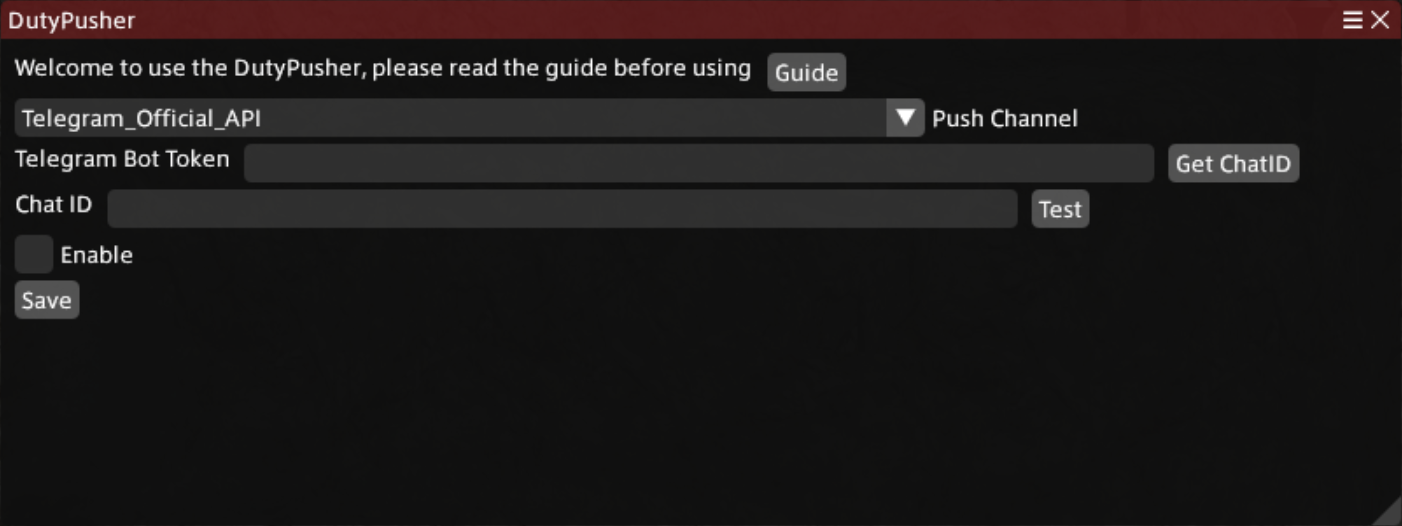 DutyPusher
Welcome to use the DutyPusher, please read the guide before using Guide
Telegram_Official_API Push Channel
Telegram Bot Token Get ChatID
Chat ID Test
Enable
Save